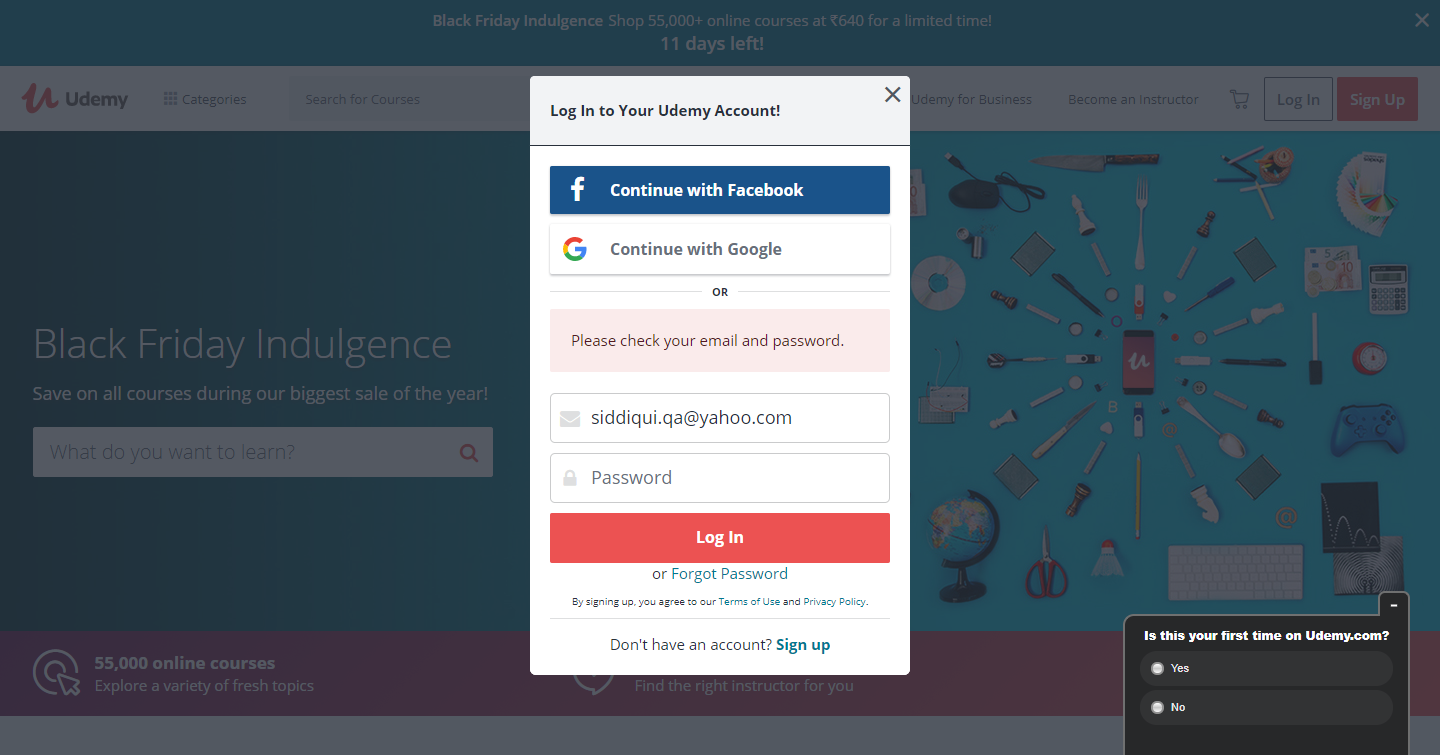 Black Friday Indulgence Shop 55,000+ online courses at ₹640 for a limited time!
11 days left!
Udemy
Categories
Search for Courses
Udemy for Business
Become an Instructor
Log In
Sign Up
Log In to Your Udemy Account!
Continue with Facebook
Continue with Google
OR
Please check your email and password.
siddiqui.qa@yahoo.com
Password
Log In
or Forgot Password
By signing up, you agree to our Terms of Use and Privacy Policy.
Don't have an account? Sign up
Black Friday Indulgence
Save on all courses during our biggest sale of the year!
What do you want to learn?
55,000 online courses
Explore a variety of fresh topics
Find the right instructor for you
Is this your first time on Udemy.com?
Yes
No